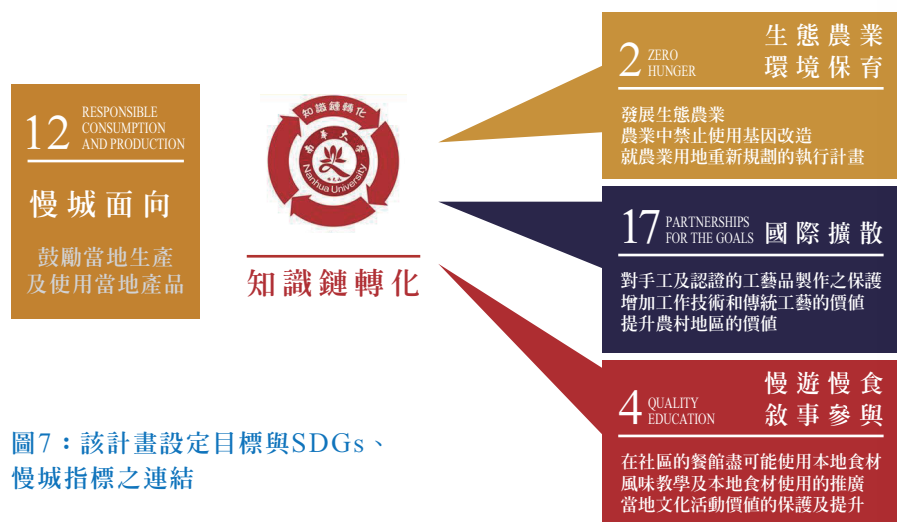 12 RESPONSIBLE
CONSUMPTION
AND PRODUCTION
慢城面向
鼓勵當地生產
及使用當地產品
知識鏈轉化
南華大學
Nanhua University
知識鏈轉化
2 ZERO
HUNGER
生態農業
環境保育
發展生態農業
農業中禁止使用基因改造
就農業用地重新規劃的執行計畫
17 PARTNERSHIPS
FOR THE GOALS
國際擴散
對手工及認證的工藝品製作之保護
增加工作技術和傳統工藝的價值
提升農村地區的價值
4 QUALITY
EDUCATION
慢遊慢食
敘事參與
在社區的餐館盡可能使用本地食材
風味教學及本地食材使用的推廣
當地文化活動價值的保護及提升
圖7：該計畫設定目標與SDGs、
慢城指標之連結